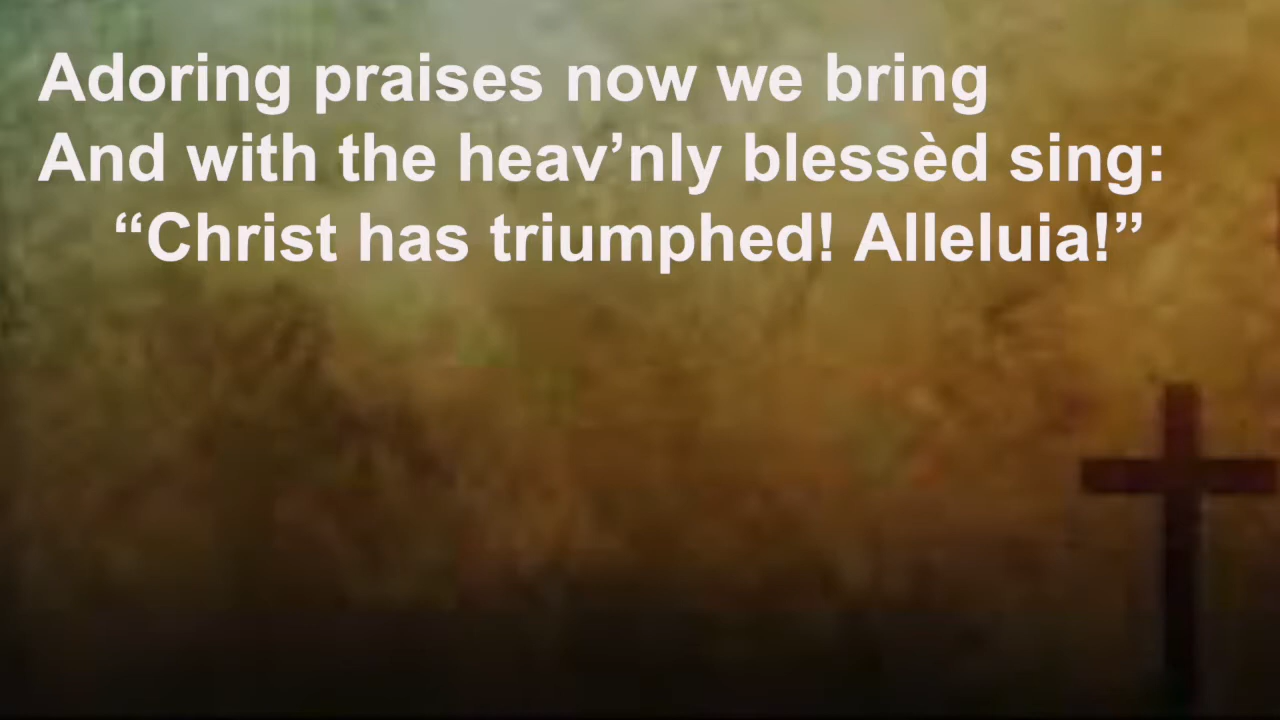 Adoring praises now we bring
And with the heav’nly blessèd sing:
“Christ has triumphed! Alleluia!”